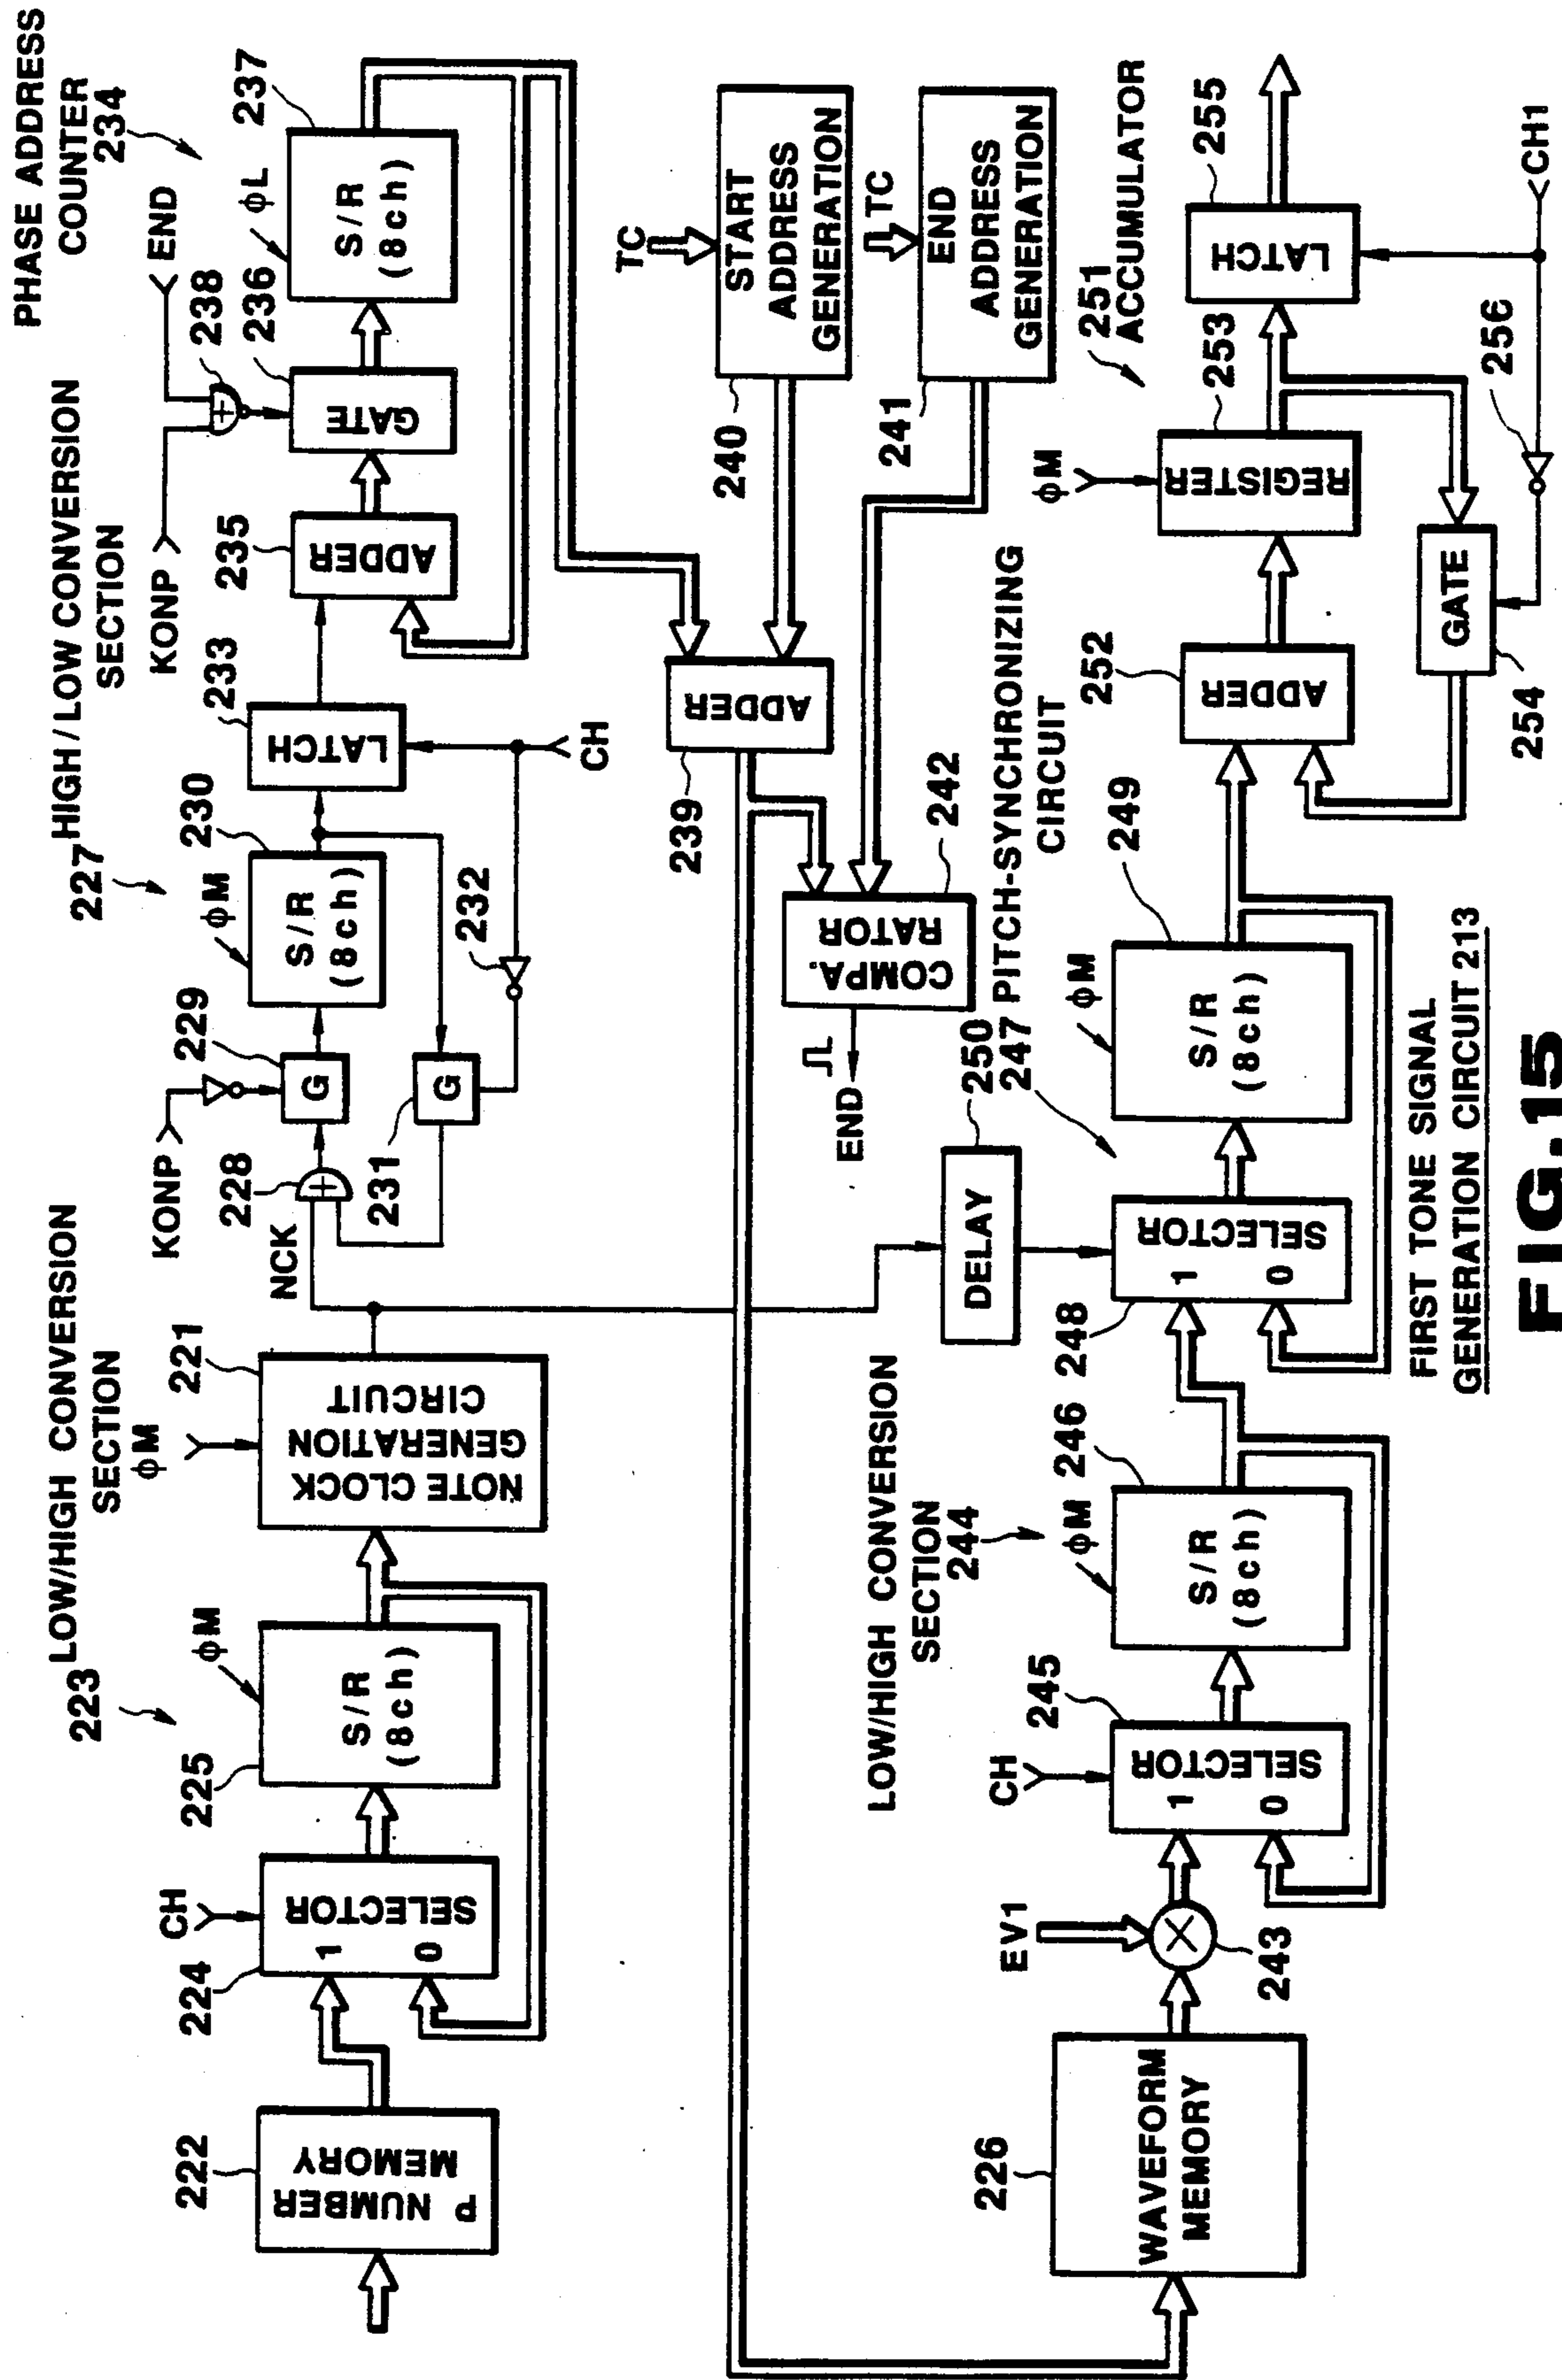 PHASE ADDRESS
COUNTER
234
LOW/HIGH CONVERSION
SECTION
223
HIGH/LOW CONVERSION
SECTION
227
222
P NUMBER
MEMORY
CH
224
SELECTOR
1
0
225
S/R
(8ch)
φM
φM
221
NOTE CLOCK
GENERATION
CIRCUIT
NCK
KONP
228
229
G
231
G
φM
230
S/R
(8ch)
232
233
LATCH
CH
KONP
END
238
235
ADDER
236
GATE
φL
237
S/R
(8ch)
239
ADDER
TC
240
START
ADDRESS
GENERATION
TC
241
END
ADDRESS
GENERATION
242
COMPA.
RATOR
END
226
WAVEFORM
MEMORY
EV1
243
LOW/HIGH CONVERSION
SECTION
244
CH
245
SELECTOR
1
0
φM
246
S/R
(8ch)
250
DELAY
247
PITCH-SYNCHRONIZING
CIRCUIT
248
SELECTOR
1
0
φM
249
S/R
(8ch)
251
ACCUMULATOR
252
ADDER
φM
253
REGISTER
254
GATE
255
LATCH
256
CH1
FIRST TONE SIGNAL
GENERATION CIRCUIT 213
FIG.15